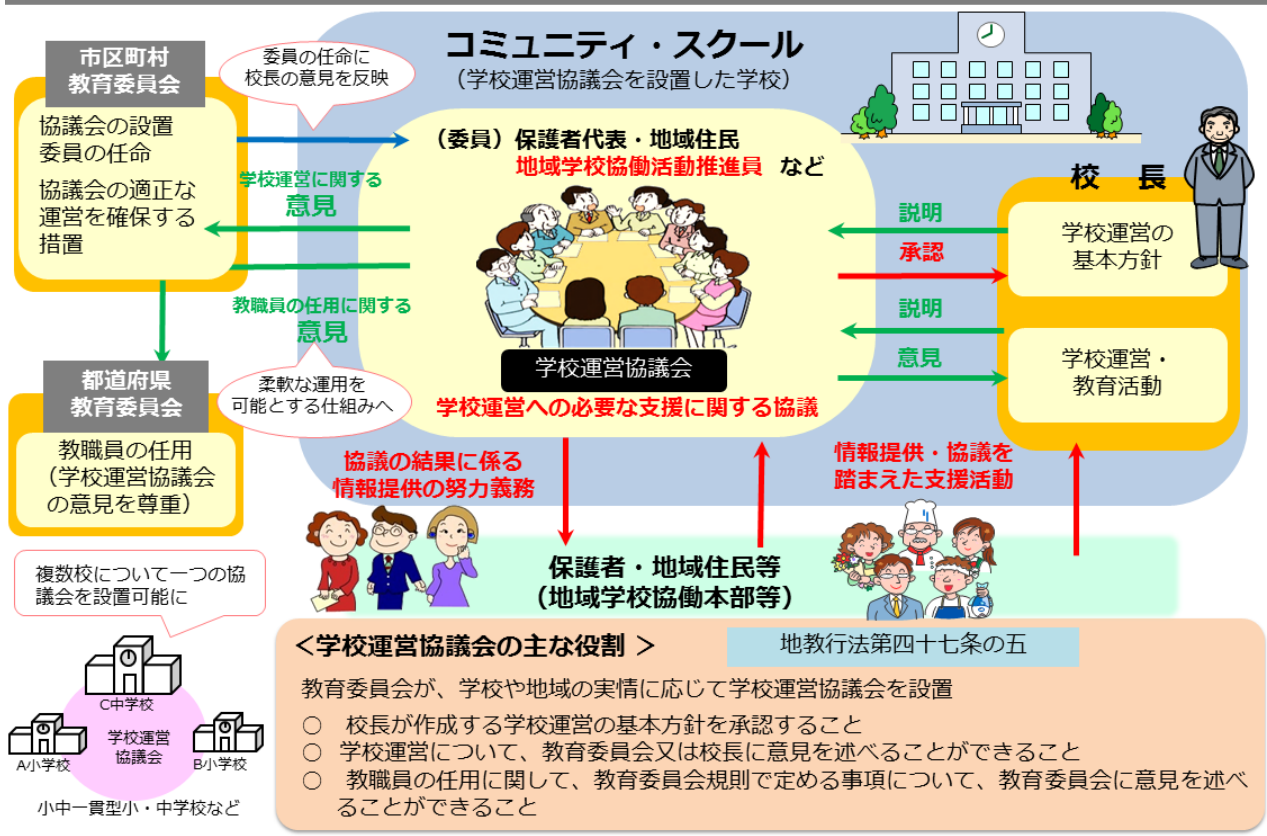 コミュニティ・スクール
（学校運営協議会を設置した学校）
市区町村
教育委員会
協議会の設置
委員の任命
協議会の適正な
運営を確保する
措置
委員の任命に
校長の意見を反映
学校運営に関する
意見
教職員の任用に関する
意見
柔軟な運用を
可能とする仕組みへ
都道府県
教育委員会
教職員の任用
（学校運営協議会
の意見を尊重）
（委員）保護者代表・地域住民
地域学校協働活動推進員 など
学校運営協議会
学校運営への必要な支援に関する協議
校 長
学校運営の
基本方針
説明
承認
説明
意見
学校運営・
教育活動
協議の結果に係る
情報提供の努力義務
情報提供・協議を
踏まえた支援活動
保護者・地域住民等
（地域学校協働本部等）
複数校について一つの協
議会を設置可能に
C中学校
A小学校
学校運営
協議会
B小学校
小中一貫型小・中学校など
＜学校運営協議会の主な役割 ＞
地教行法第四十七条の五
教育委員会が、学校や地域の実情に応じて学校運営協議会を設置
○ 校長が作成する学校運営の基本方針を承認すること
○ 学校運営について、教育委員会又は校長に意見を述べることができること
○ 教職員の任用に関して、教育委員会規則で定める事項について、教育委員会に意見を述べ
ることができること